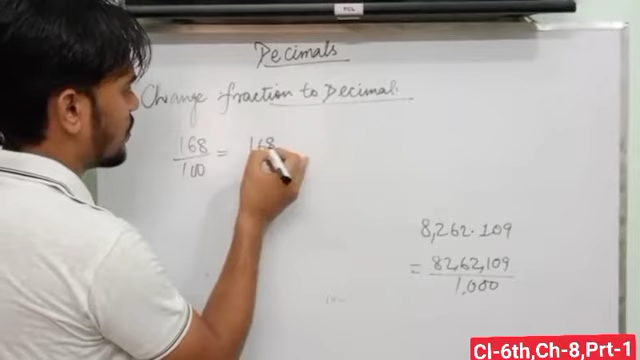 TCL
Decimals
Change fraction to Decimal
168/100 = 168
8,262.109
= 82,62,109/1,000
Cl-6th,Ch-8,Prt-1